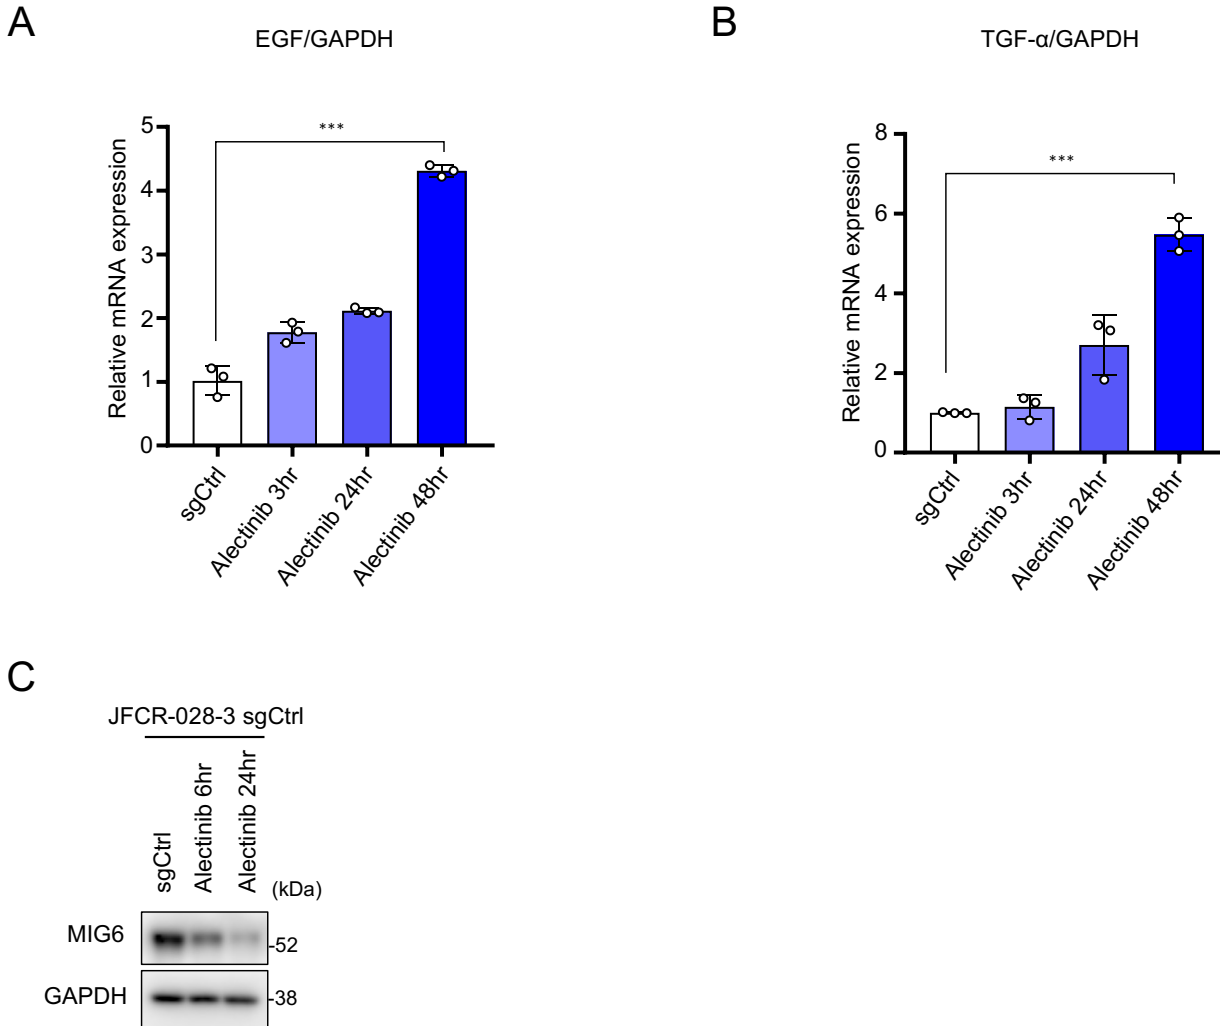 A
EGF/GAPDH
Relative mRNA expression
5
4
3
2
1
0
***
sgCtrl
Alectinib 3hr
Alectinib 24hr
Alectinib 48hr
B
TGF-α/GAPDH
Relative mRNA expression
8
6
4
2
0
***
sgCtrl
Alectinib 3hr
Alectinib 24hr
Alectinib 48hr
C
JFCR-028-3 sgCtrl
sgCtrl
Alectinib 6hr
Alectinib 24hr
(kDa)
MIG6
-52
GAPDH
-38